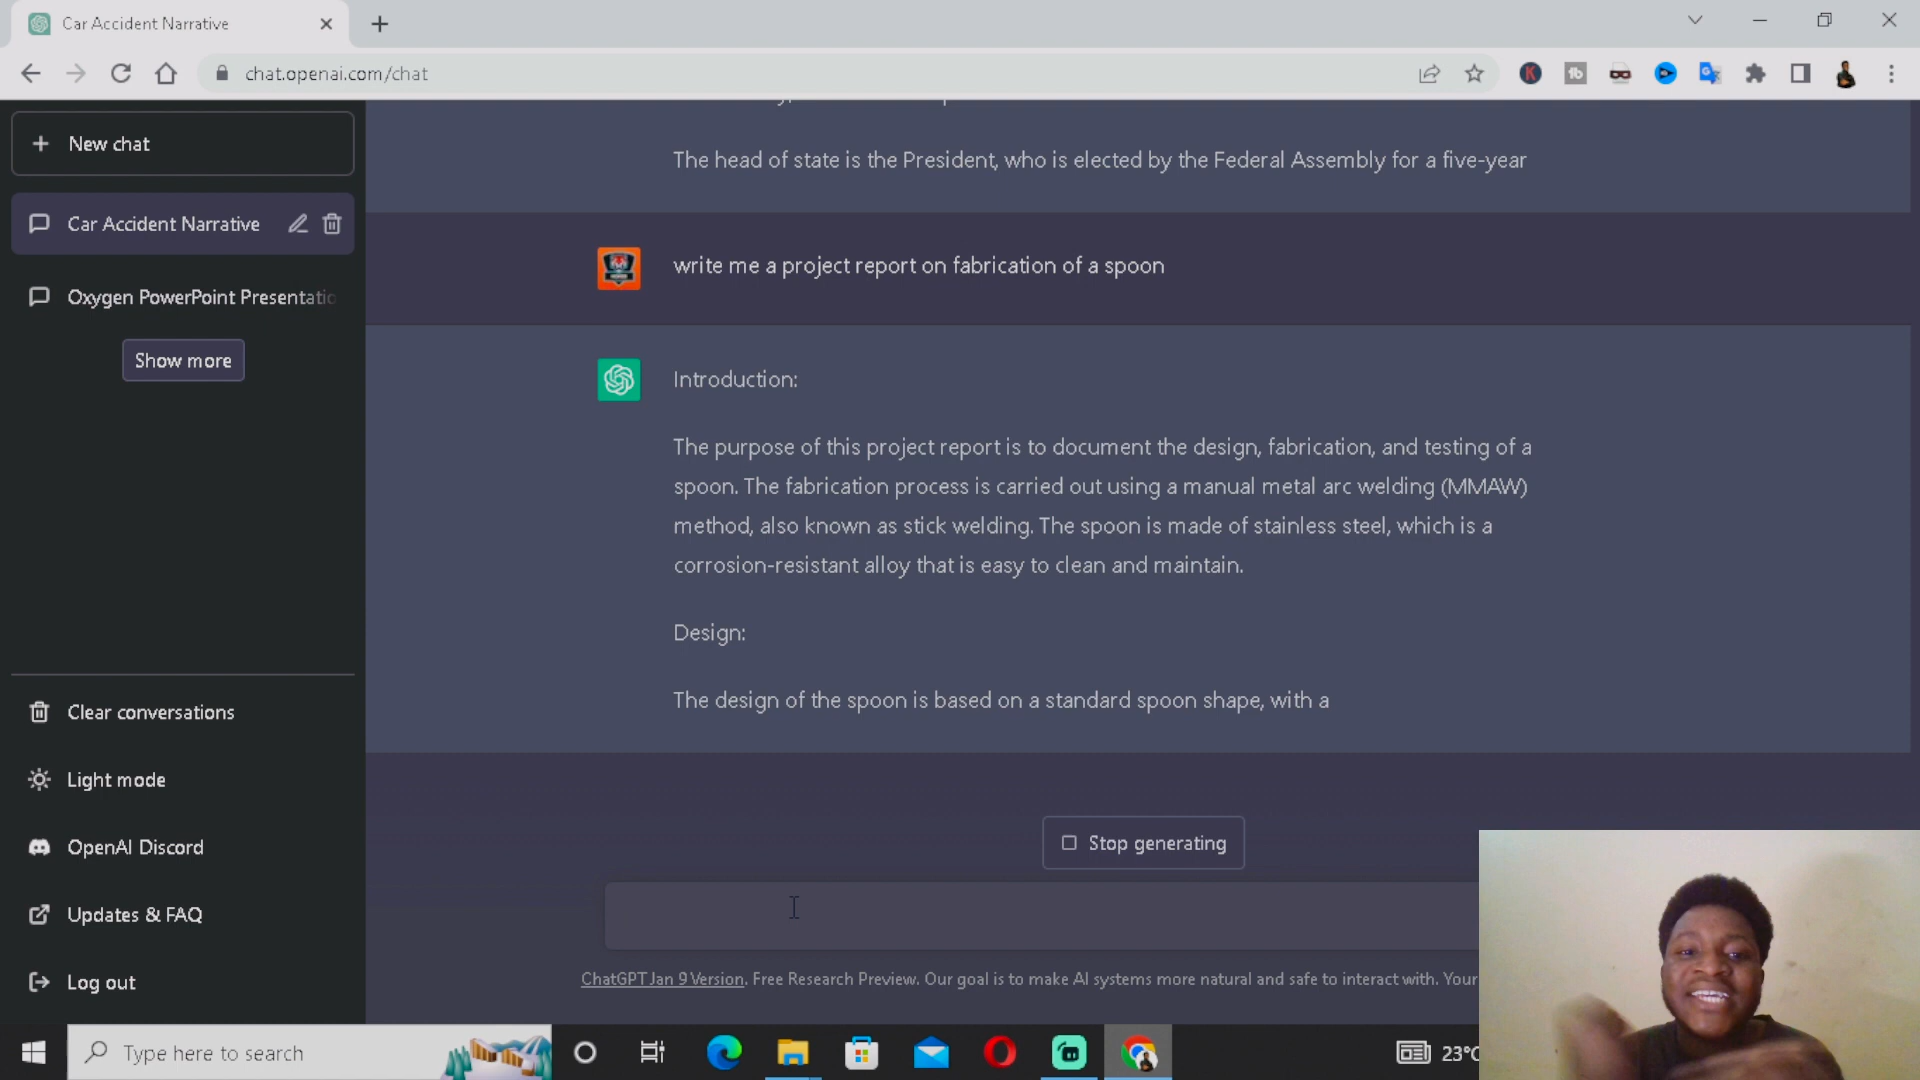 Car Accident Narrative
chat.openai.com/chat
New chat
Car Accident Narrative
Oxygen PowerPoint Presentatio
Show more
Clear conversations
Light mode
OpenAI Discord
Updates & FAQ
Log out
The head of state is the President, who is elected by the Federal Assembly for a five-year
write me a project report on fabrication of a spoon
Introduction:
The purpose of this project report is to document the design, fabrication, and testing of a
spoon. The fabrication process is carried out using a manual metal arc welding (MMAW)
method, also known as stick welding. The spoon is made of stainless steel, which is a
corrosion-resistant alloy that is easy to clean and maintain.
Design:
The design of the spoon is based on a standard spoon shape, with a
Stop generating
ChatGPT Jan 9 Version. Free Research Preview. Our goal is to make AI systems more natural and safe to interact with. Your
Type here to search
23°C